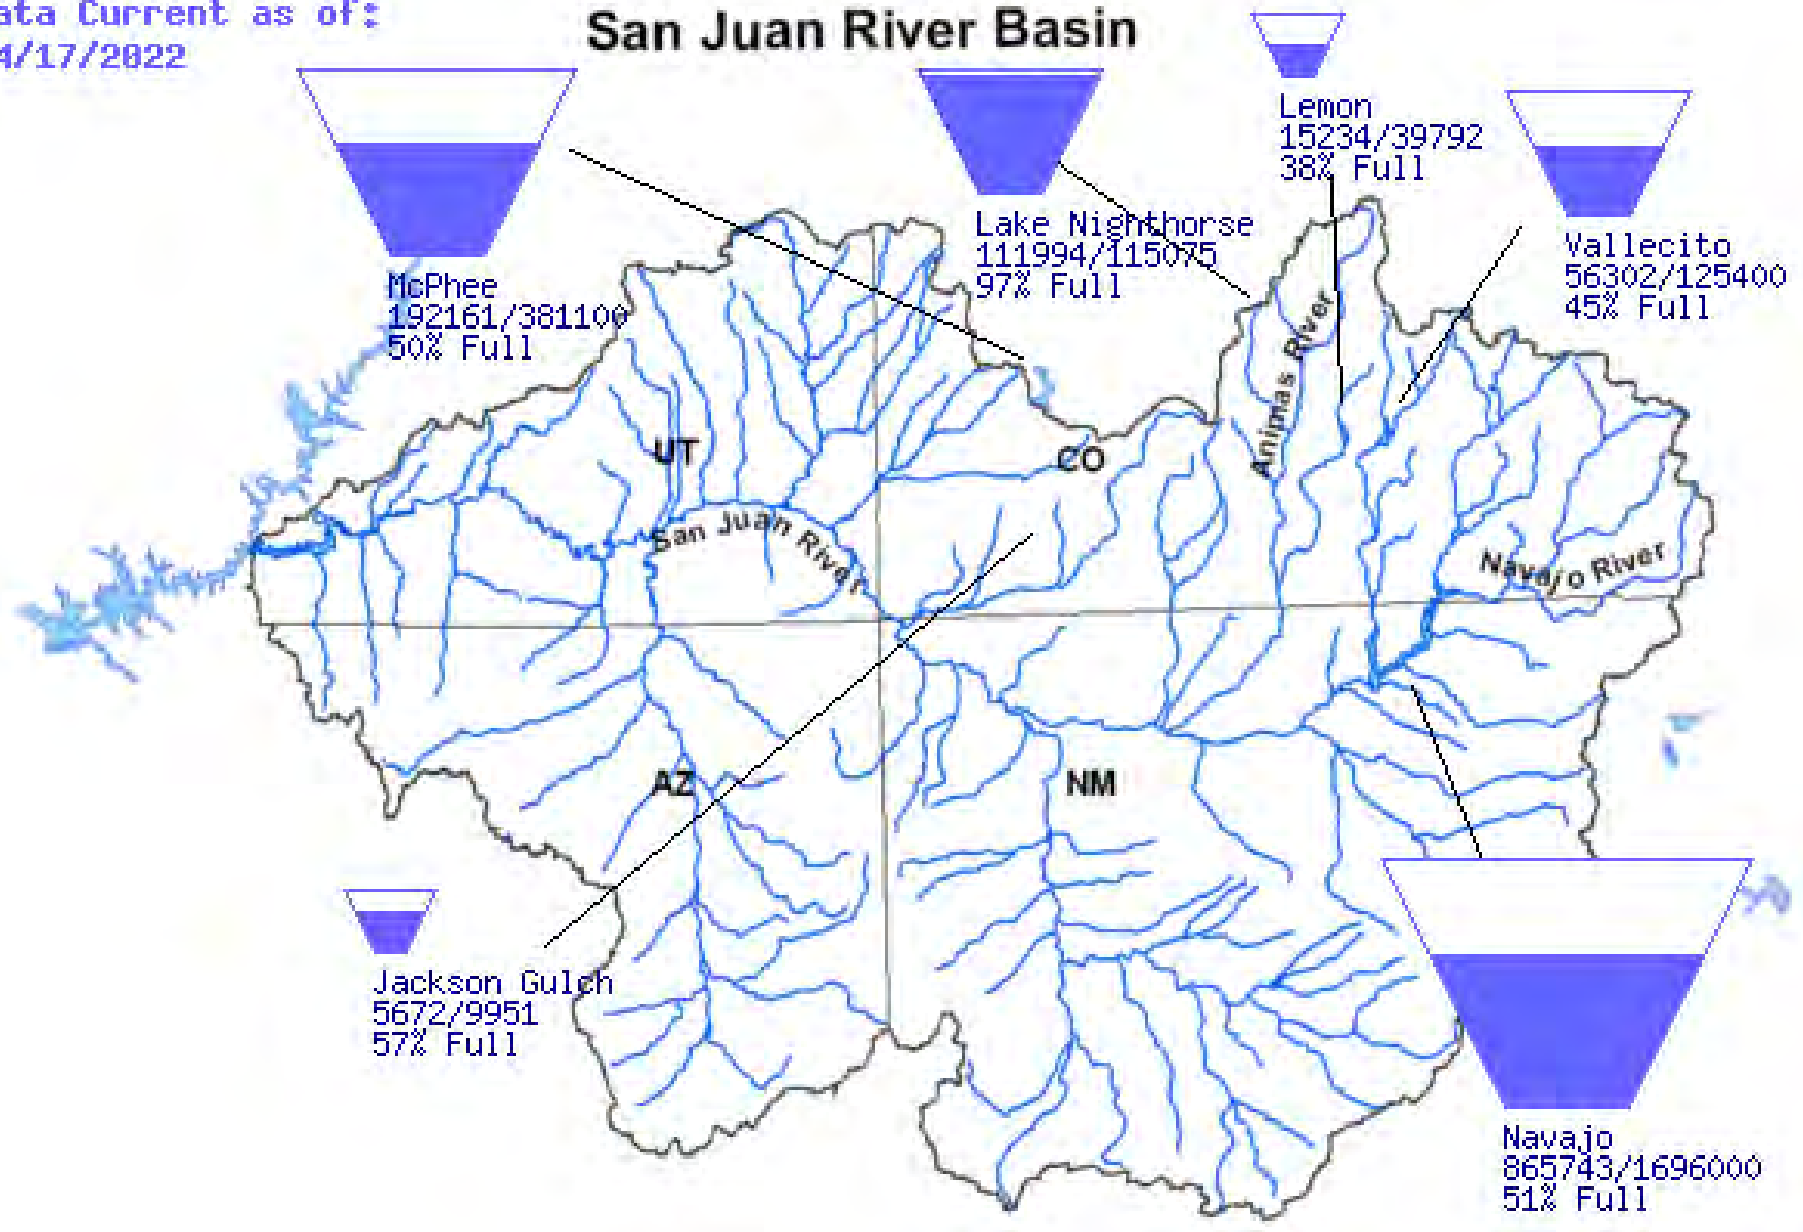 ata Current as of:
4/17/2022
San Juan River Basin
Lemon
15234/39792
38% Full
Lake Nighthorse
111994/115075
97% Full
Vallecito
56302/125400
45% Full
McPhee
192161/381100
50% Full
Animas River
UT
CO
San Juan River
Navajo River
AZ
NM
Jackson Gulch
5672/9951
57% Full
Navajo
865743/1696000
51% Full